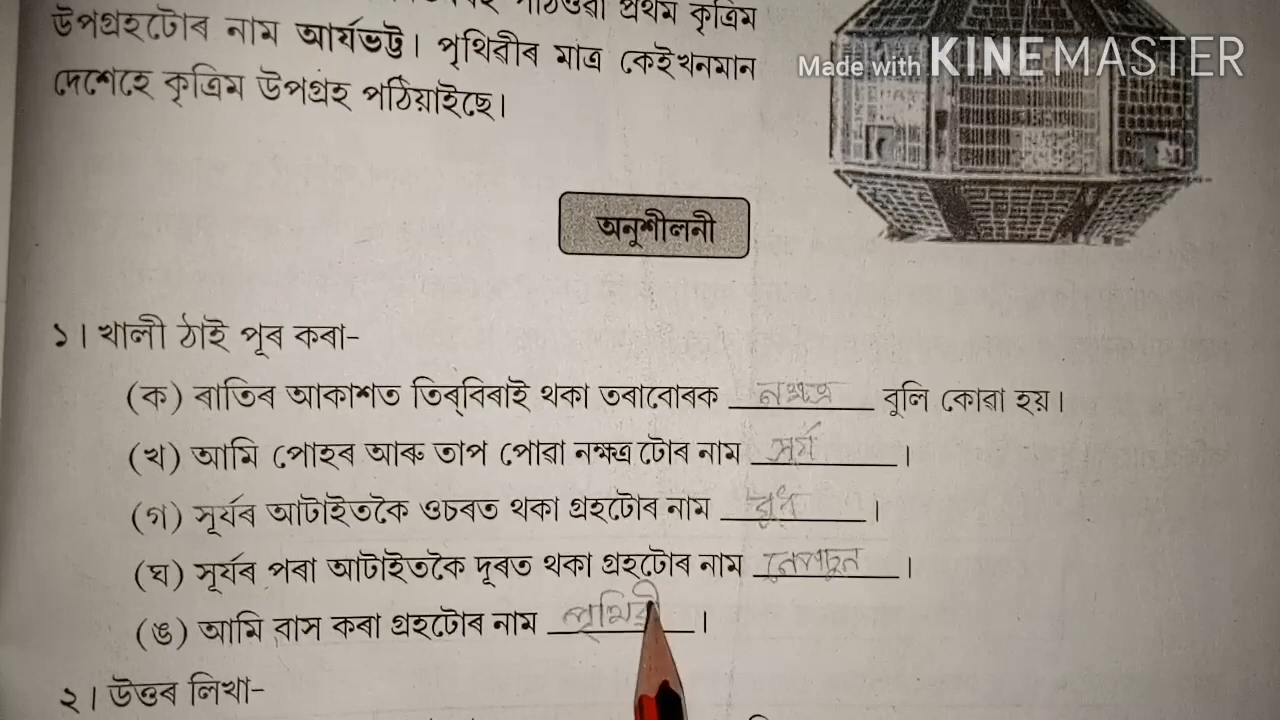 প্ৰথম কৃত্ৰিম
উপগ্ৰহটোৰ নাম আৰ্যভট্ট। পৃথিৱীৰ মাত্ৰ কেইখনমান
দেশেহে কৃত্ৰিম উপগ্ৰহ পঠিয়াইছে।
Made with KINEMASTER
অনুশীলনী
১। খালী ঠাই পূৰ কৰা-
(ক) ৰাতিৰ আকাশত তিৰ্‌বিৰাই থকা তৰাবোৰক নক্ষত্ৰ বুলি কোৱা হয়।
(খ) আমি পোহৰ আৰু তাপ পোৱা নক্ষত্ৰ টোৰ নাম সূৰ্য।
(গ) সূৰ্যৰ আটাইতকৈ ওচৰত থকা গ্ৰহটোৰ নাম বুধ।
(ঘ) সূৰ্যৰ পৰা আটাইতকৈ দূৰত থকা গ্ৰহটোৰ নাম নেপচুন।
(ঙ) আমি বাস কৰা গ্ৰহটোৰ নাম পৃথিৱী।
২। উত্তৰ লিখা-